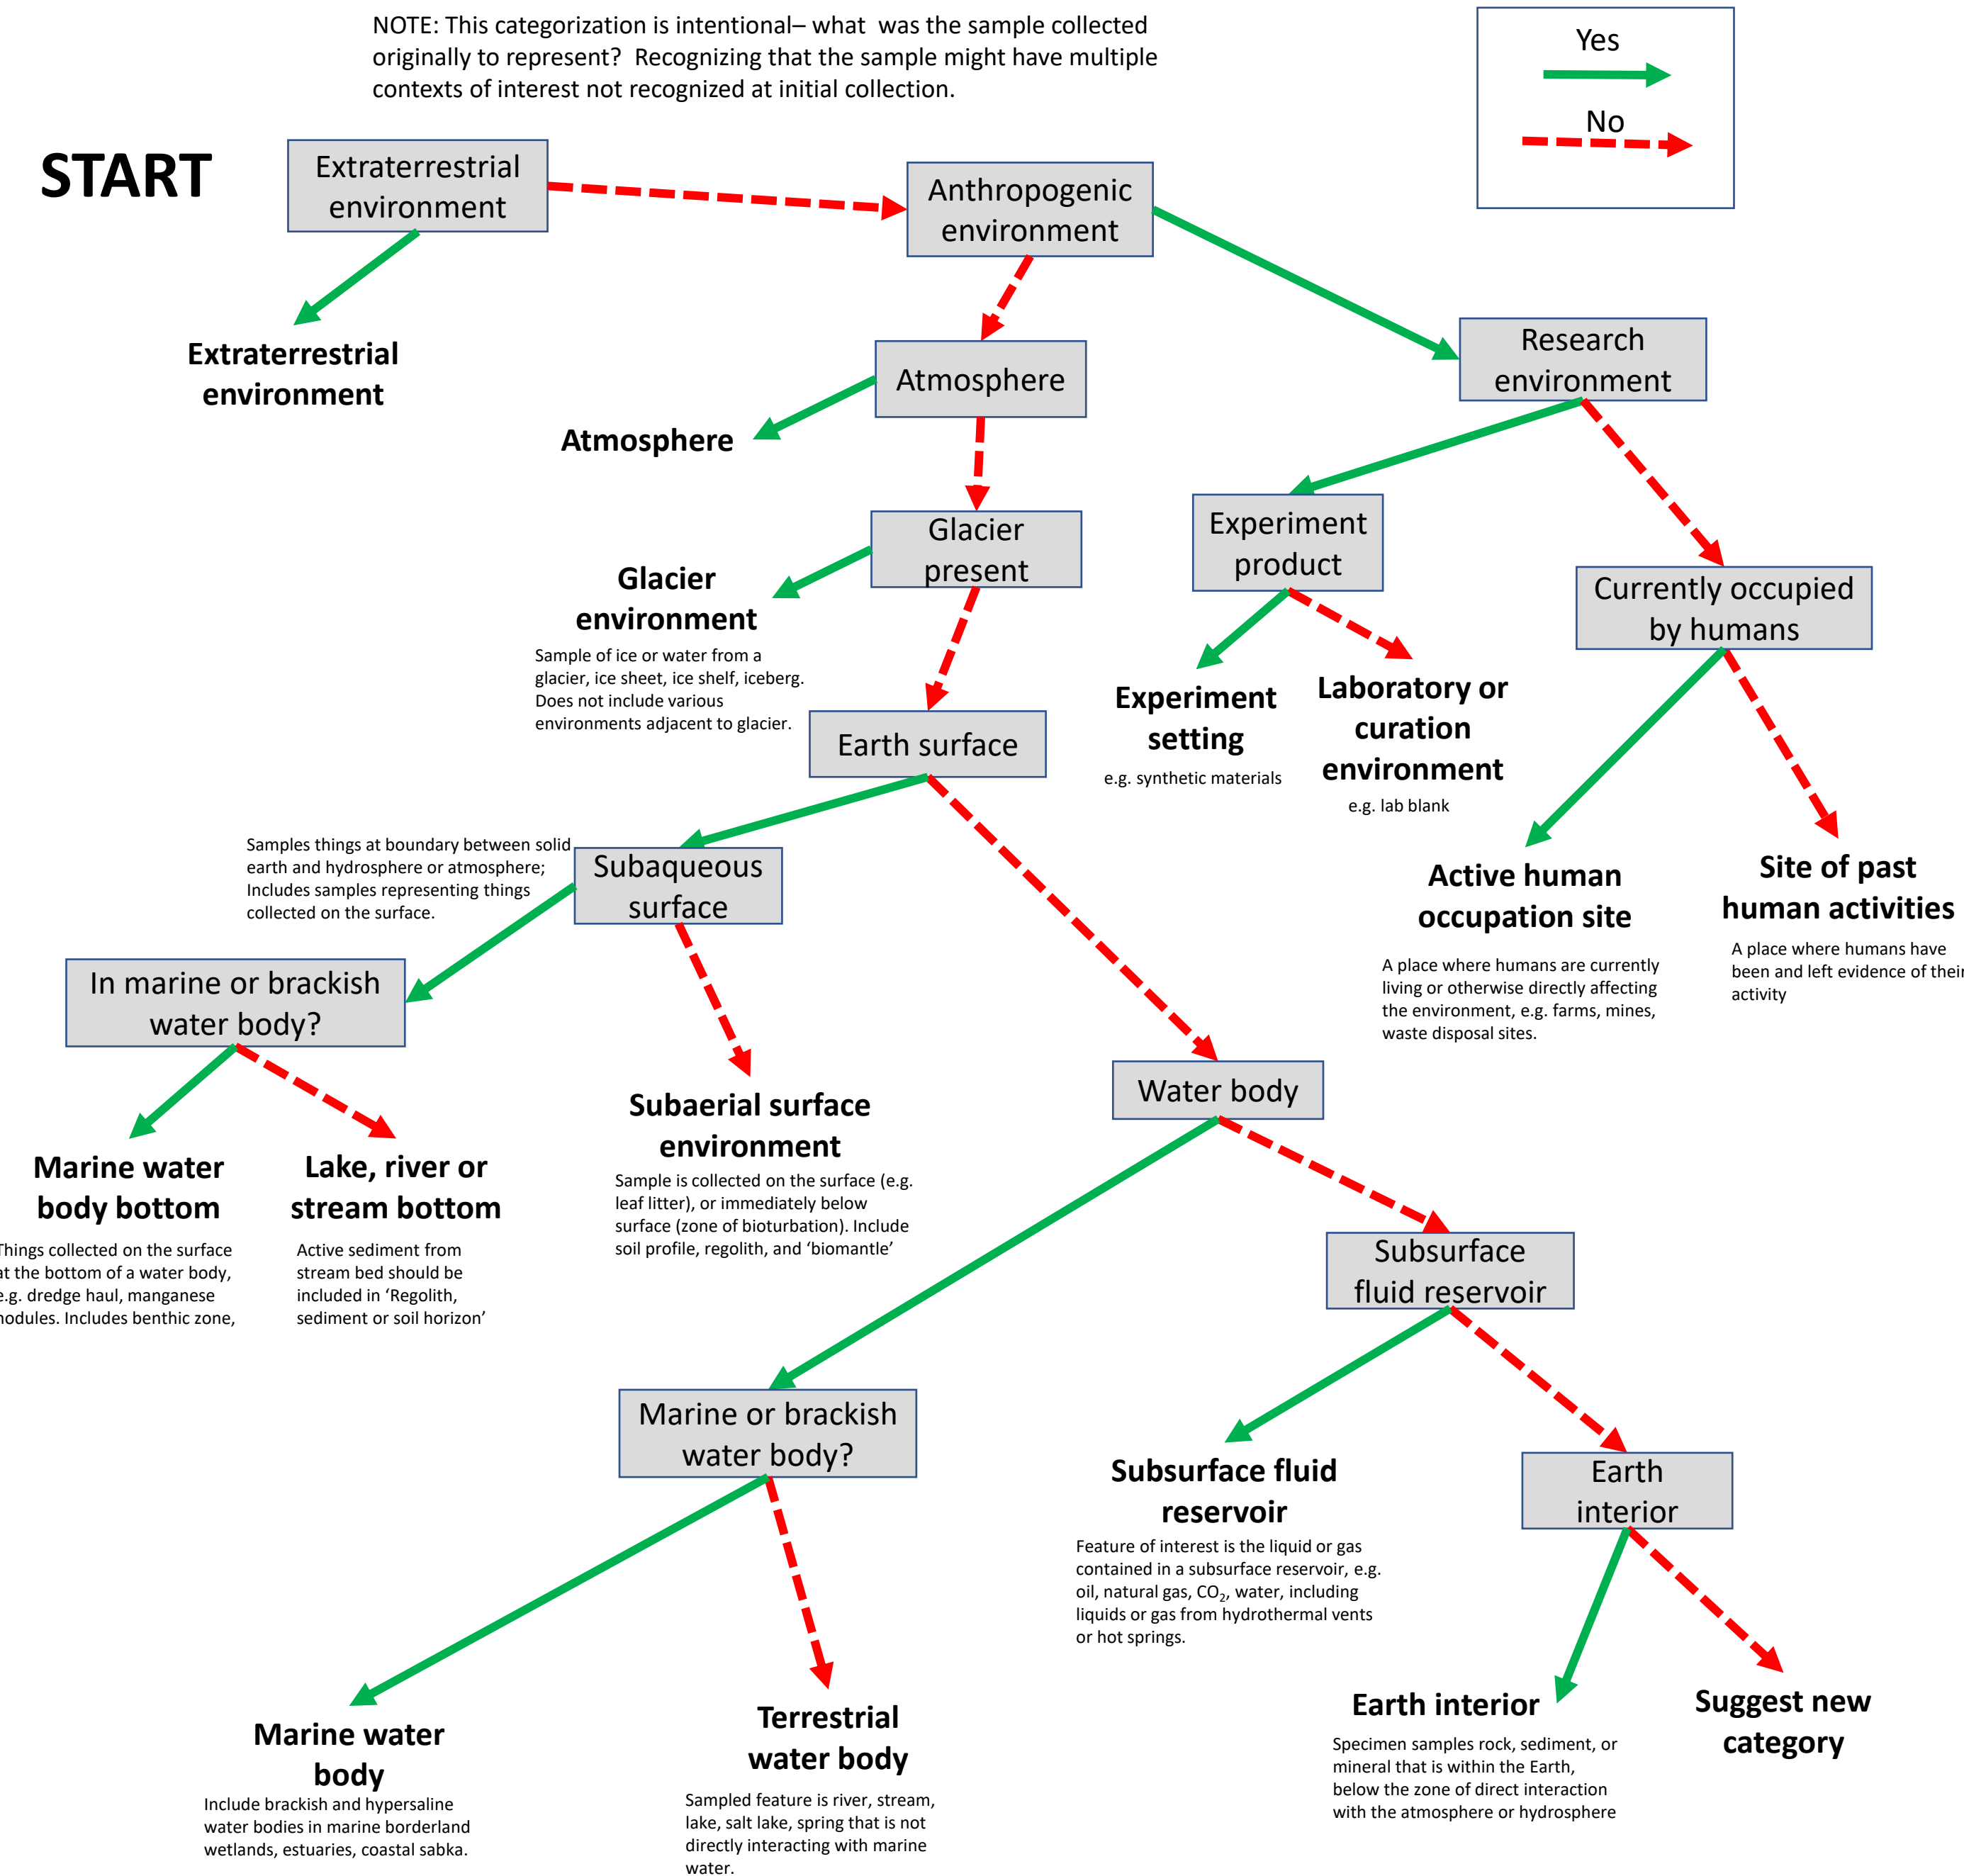 NOTE: This categorization is intentional– what was the sample collected
originally to represent? Recognizing that the sample might have multiple
contexts of interest not recognized at initial collection.
Yes
No
START
Extraterrestrial
environment
Anthropogenic
environment
Extraterrestrial
environment
Atmosphere
Research
environment
Atmosphere
Glacier
present
Experiment
product
Glacier
environment
Sample of ice or water from a
glacier, ice sheet, ice shelf, iceberg.
Does not include various
environments adjacent to glacier.
Currently occupied
by humans
Earth surface
Experiment
setting
e.g. synthetic materials
Laboratory or
curation
environment
e.g. lab blank
Samples things at boundary between solid
earth and hydrosphere or atmosphere;
Includes samples representing things
collected on the surface.
Subaqueous
surface
Active human
occupation site
A place where humans are currently
living or otherwise directly affecting
the environment, e.g. farms, mines,
waste disposal sites.
Site of past
human activities
A place where humans have
been and left evidence of their
activity
In marine or brackish
water body?
Water body
Marine water
body bottom
Things collected on the surface
at the bottom of a water body,
e.g. dredge haul, manganese
nodules. Includes benthic zone,
Lake, river or
stream bottom
Active sediment from
stream bed should be
included in ‘Regolith,
sediment or soil horizon’
Subaerial surface
environment
Sample is collected on the surface (e.g.
leaf litter), or immediately below
surface (zone of bioturbation). Include
soil profile, regolith, and ‘biomantle’
Subsurface
fluid reservoir
Marine or brackish
water body?
Subsurface fluid
reservoir
Feature of interest is the liquid or gas
contained in a subsurface reservoir, e.g.
oil, natural gas, CO₂, water, including
liquids or gas from hydrothermal vents
or hot springs.
Earth
interior
Marine water
body
Include brackish and hypersaline
water bodies in marine borderland
wetlands, estuaries, coastal sabka.
Terrestrial
water body
Sampled feature is river, stream,
lake, salt lake, spring that is not
directly interacting with marine
water.
Earth interior
Specimen samples rock, sediment, or
mineral that is within the Earth,
below the zone of direct interaction
with the atmosphere or hydrosphere
Suggest new
category